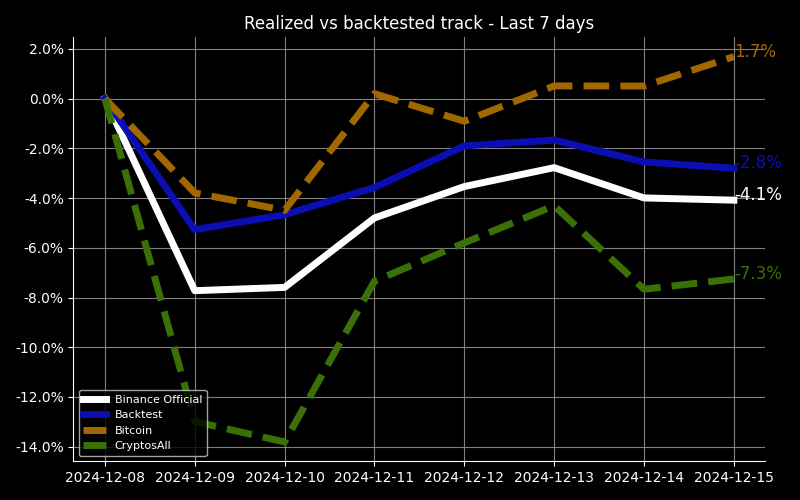 Realized vs backtested track - Last 7 days
2.0%
0.0%
-2.0%
-4.0%
-6.0%
-8.0%
-10.0%
-12.0%
-14.0%
1.7%
-2.8%
-4.1%
-7.3%
Binance Official
Backtest
Bitcoin
CryptosAll
2024-12-08 2024-12-09 2024-12-10 2024-12-11 2024-12-12 2024-12-13 2024-12-14 2024-12-15